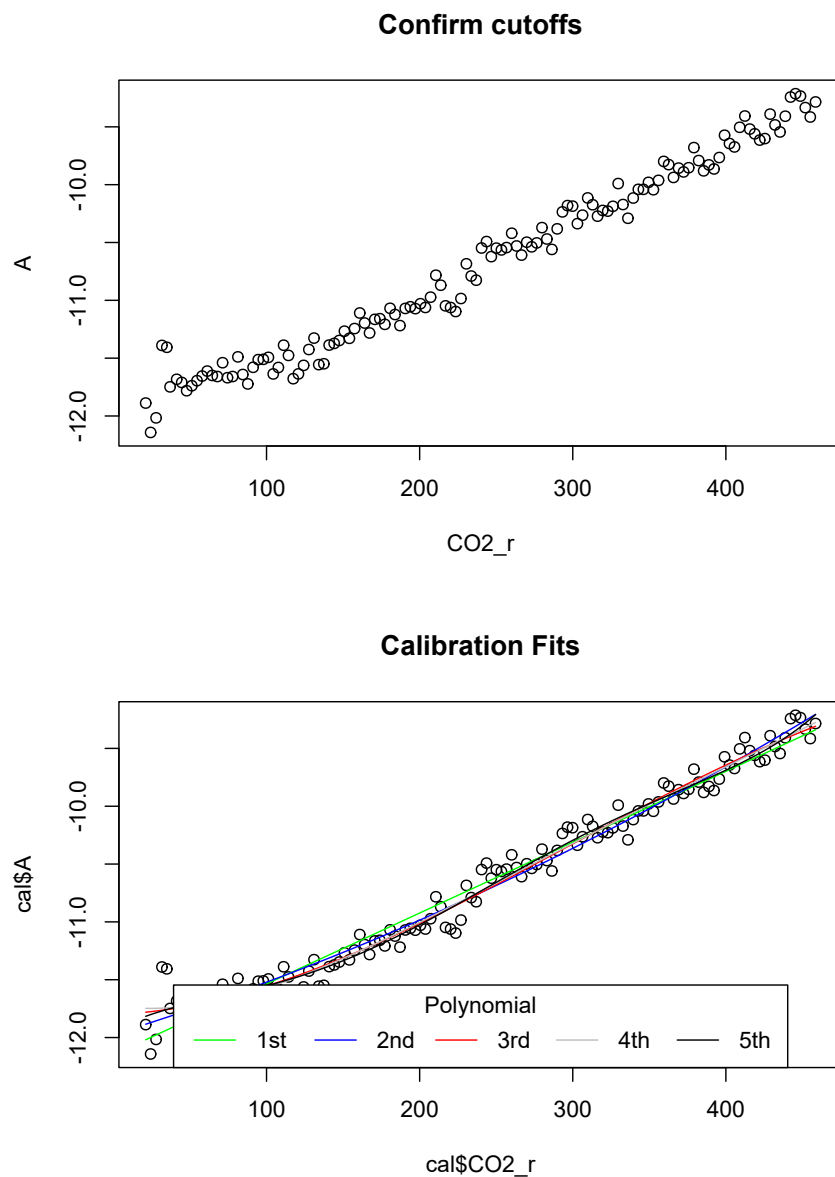 Confirm cutoffs
A
-10.0
-11.0
-12.0
100 200 300 400
CO2_r
Calibration Fits
cal$A
-10.0
-11.0
-12.0
Polynomial
1st 2nd 3rd 4th 5th
100 200 300 400
cal$CO2_r